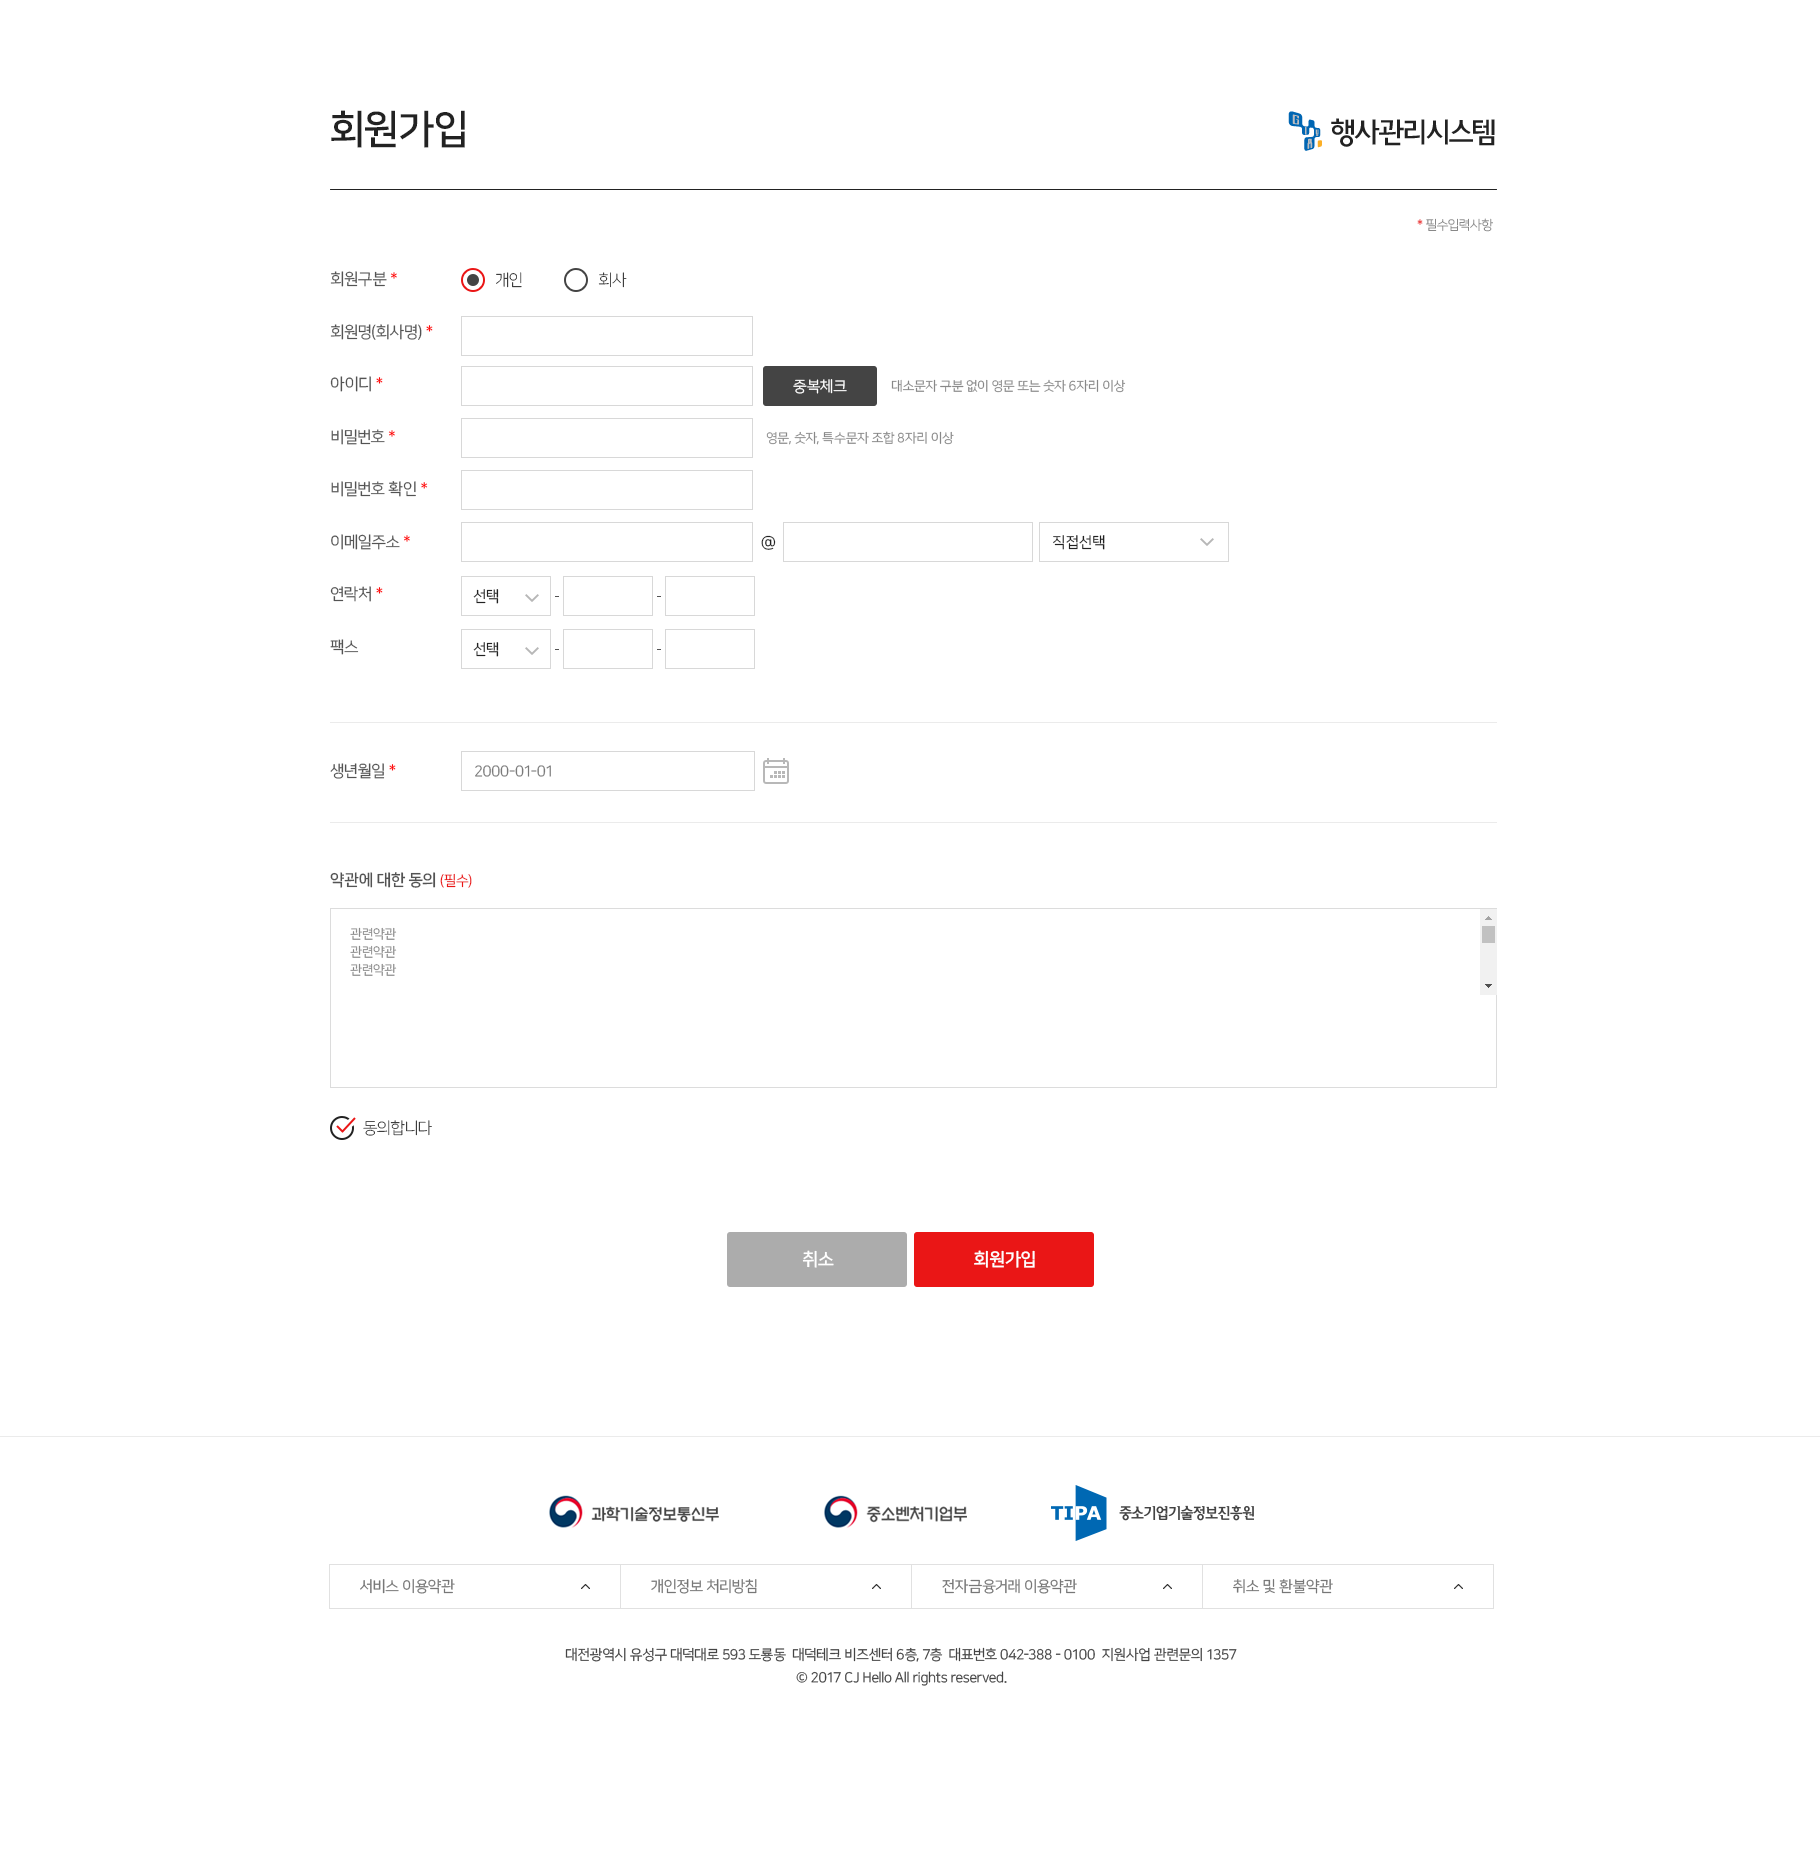 회원가입
행사관리시스템
* 필수입력사항
회원구분 * 개인 회사
회원명(회사명) *
아이디 * 중복체크 대소문자 구분 없이 영문 또는 숫자 6자리 이상
비밀번호 * 영문, 숫자, 특수문자 조합 8자리 이상
비밀번호 확인 *
이메일주소 * @ 직접선택
연락처 * 선택 - -
팩스 선택 - -
생년월일 * 2000-01-01
약관에 대한 동의 (필수)
관련약관
관련약관
관련약관
동의합니다
취소 회원가입
과학기술정보통신부 중소벤처기업부 TIPA 중소기업기술정보진흥원
서비스 이용약관 개인정보 처리방침 전자금융거래 이용약관 취소 및 환불약관
대전광역시 유성구 대덕대로 593 도룡동 대덕테크 비즈센터 6층, 7층 대표번호 042-388 - 0100 지원사업 관련문의 1357
© 2017 CJ Hello All rights reserved.